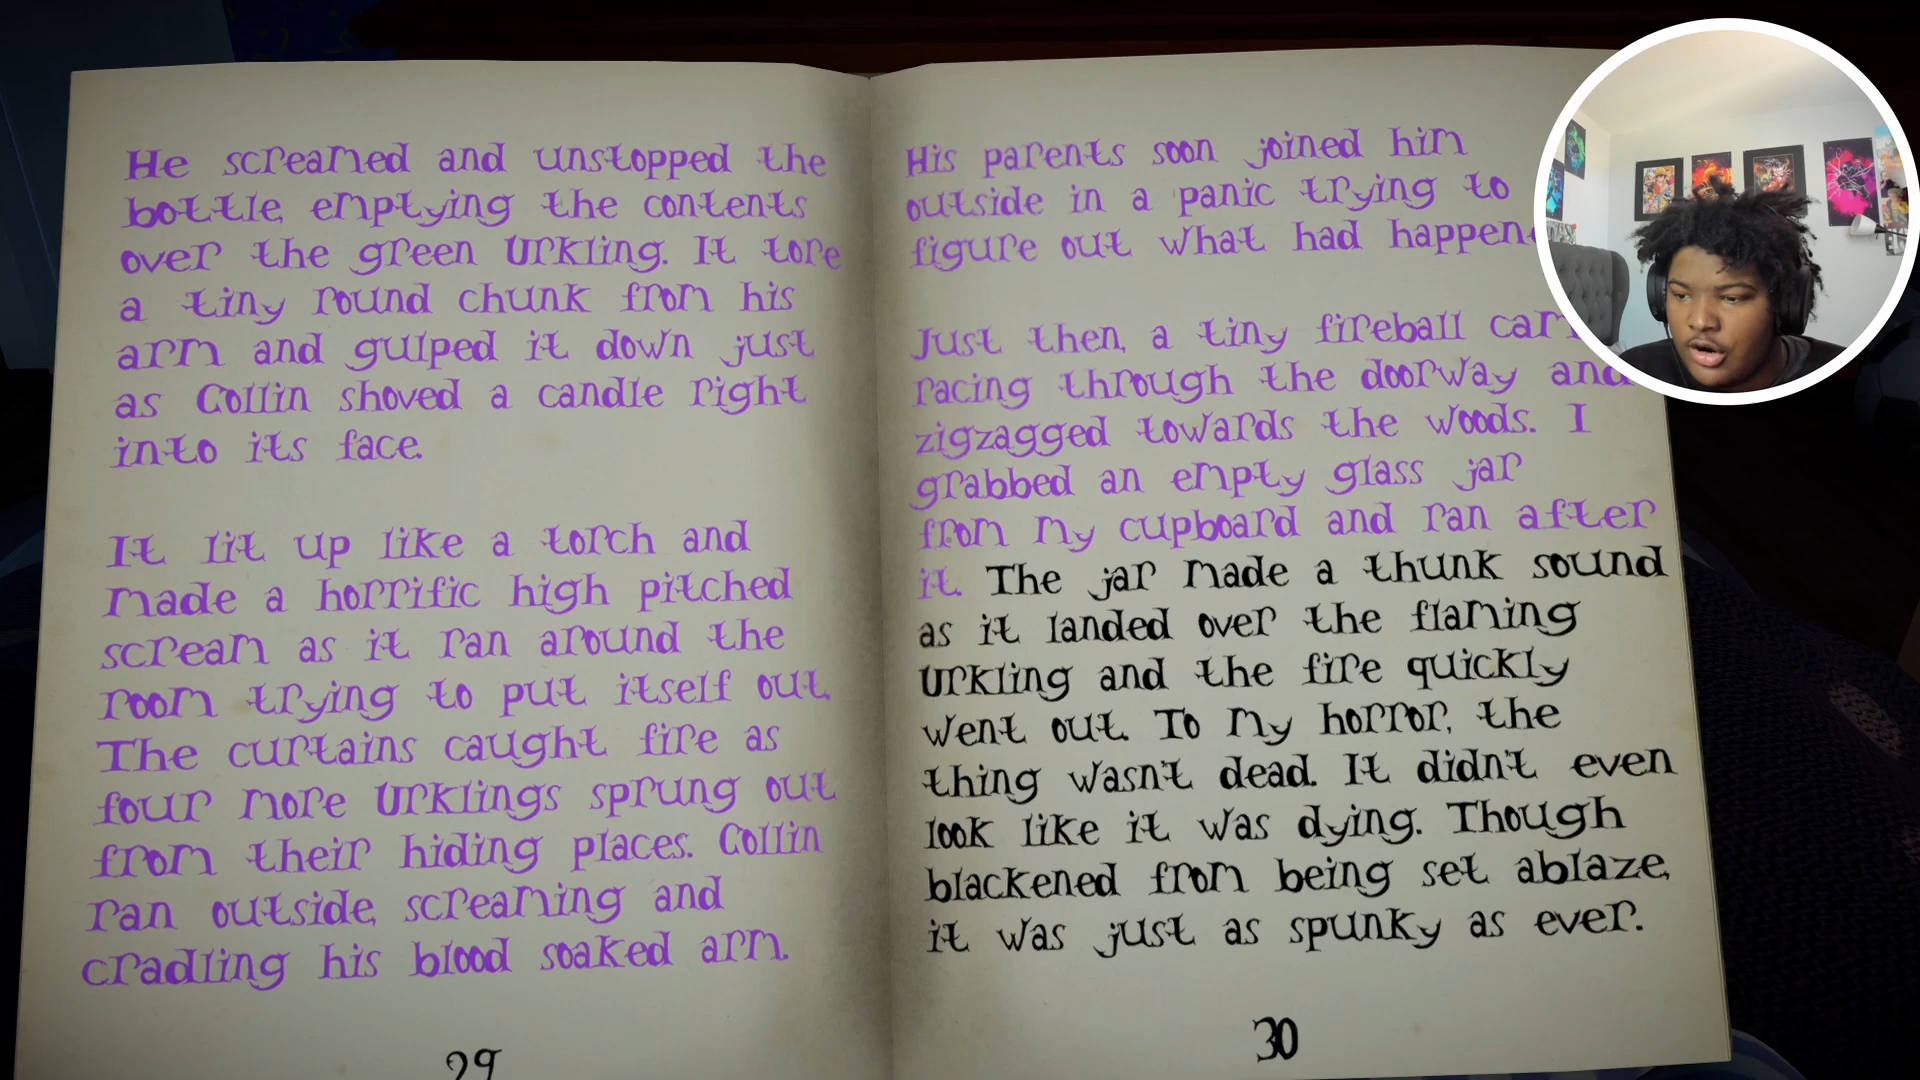 He screamed and unstopped the
bottle, emptying the contents
over the green Urkling. It tore
a tiny round chunk from his
arm and gulped it down just
as Collin shoved a candle right
into its face.
It lit up like a torch and
made a horrific high pitched
scream as it ran around the
room trying to put itself out.
The curtains caught fire as
four more Urklings sprung out
from their hiding places. Collin
ran outside, screaming and
cradling his blood soaked arm.
29
His parents soon joined him
outside in a panic trying to
figure out what had
Just then, a tiny fireball
racing through the doorway and
zigzagged towards the woods. I
grabbed an empty glass jar
from my cupboard and ran after
it. The jar made a thunk sound
as it landed over the flaming
Urkling and the fire quickly
went out. To my horror, the
thing wasn't dead. It didn't even
look like it was dying. Though
blackened from being set ablaze,
it was just as spunky as ever.
30